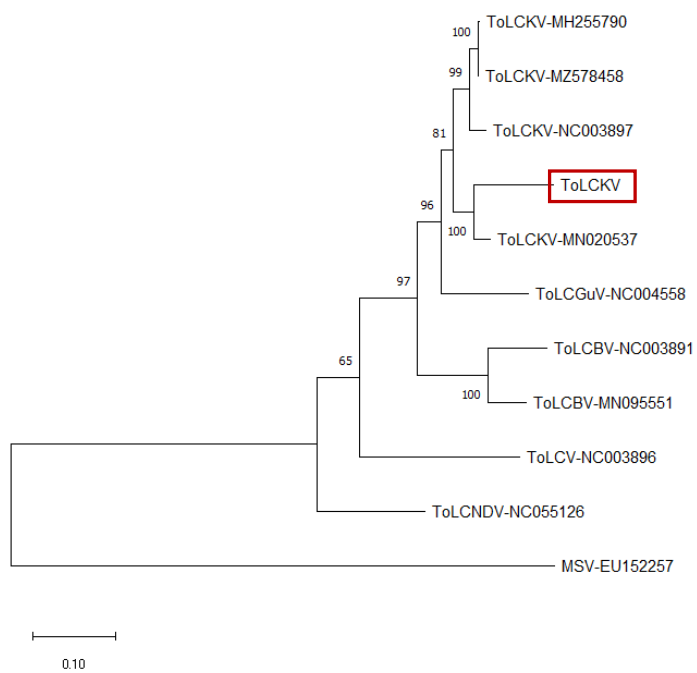 100
ToLCKV-MH255790
99
ToLCKV-MZ578458
81
ToLCKV-NC003897
ToLCKV
96
100
ToLCKV-MN020537
97
ToLCGuV-NC004558
65
ToLCBV-NC003891
100
ToLCBV-MN095551
ToLCV-NC003896
ToLCNDV-NC055126
MSV-EU152257
0.10